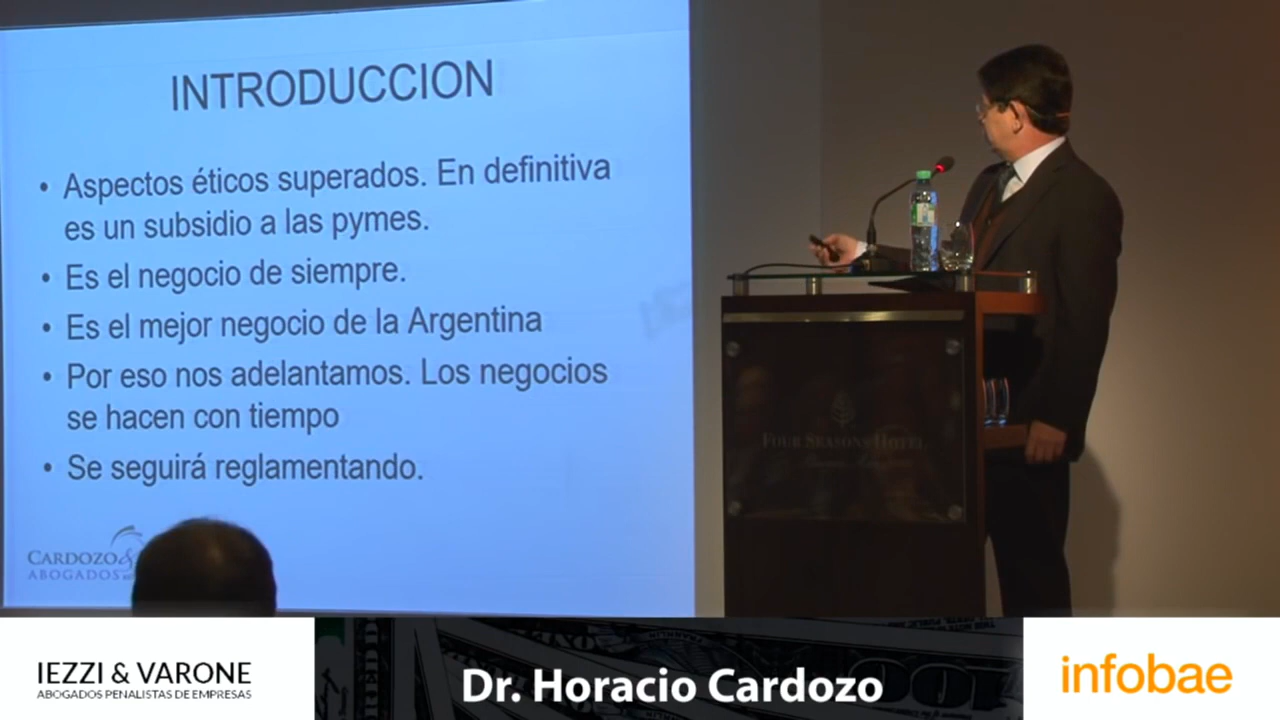 INTRODUCCION
• Aspectos éticos superados. En definitiva
es un subsidio a las pymes.
• Es el negocio de siempre.
• Es el mejor negocio de la Argentina
• Por eso nos adelantamos. Los negocios
se hacen con tiempo
• Se seguirá reglamentando.
CARDOZO&
ABOGADOS
FOUR SEASONS HOTEL
IEZZI & VARONE
ABOGADOS PENALISTAS DE EMPRESAS
Dr. Horacio Cardozo
infobae